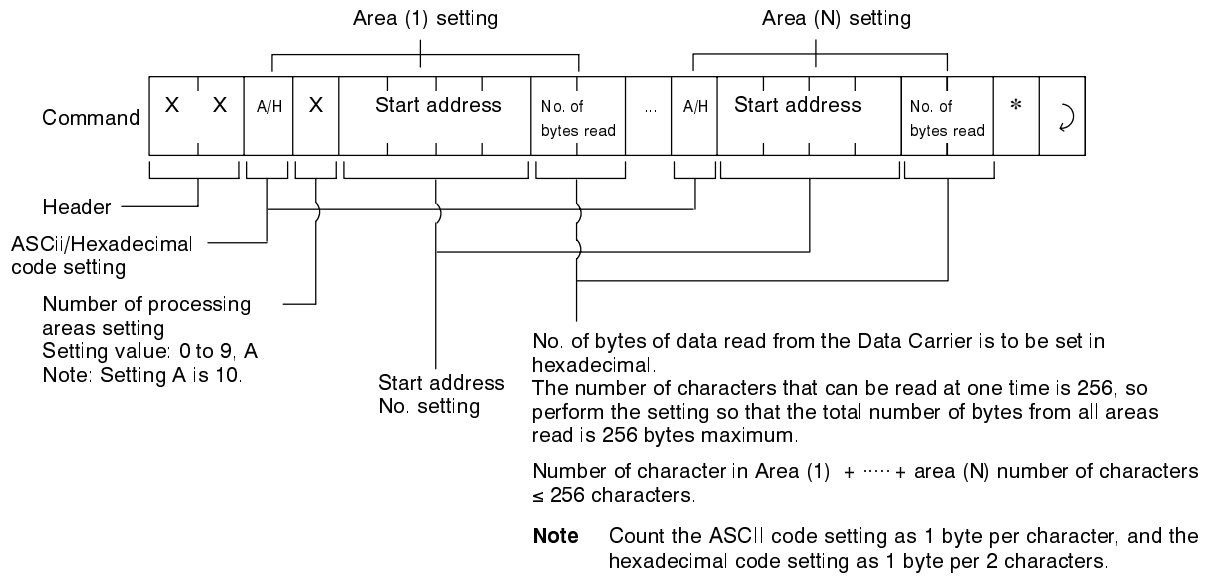 Area (1) setting
Area (N) setting
Command
X X
A/H
X
Start address
No. of
bytes read
...
A/H
Start address
No. of
bytes read
*
Header
ASCii/Hexadecimal
code setting
Number of processing
areas setting
Setting value: 0 to 9, A
Note: Setting A is 10.
Start address
No. setting
No. of bytes of data read from the Data Carrier is to be set in
hexadecimal.
The number of characters that can be read at one time is 256, so
perform the setting so that the total number of bytes from all areas
read is 256 bytes maximum.
Number of character in Area (1) + ····· + area (N) number of characters
≤ 256 characters.
Note Count the ASCII code setting as 1 byte per character, and the
hexadecimal code setting as 1 byte per 2 characters.